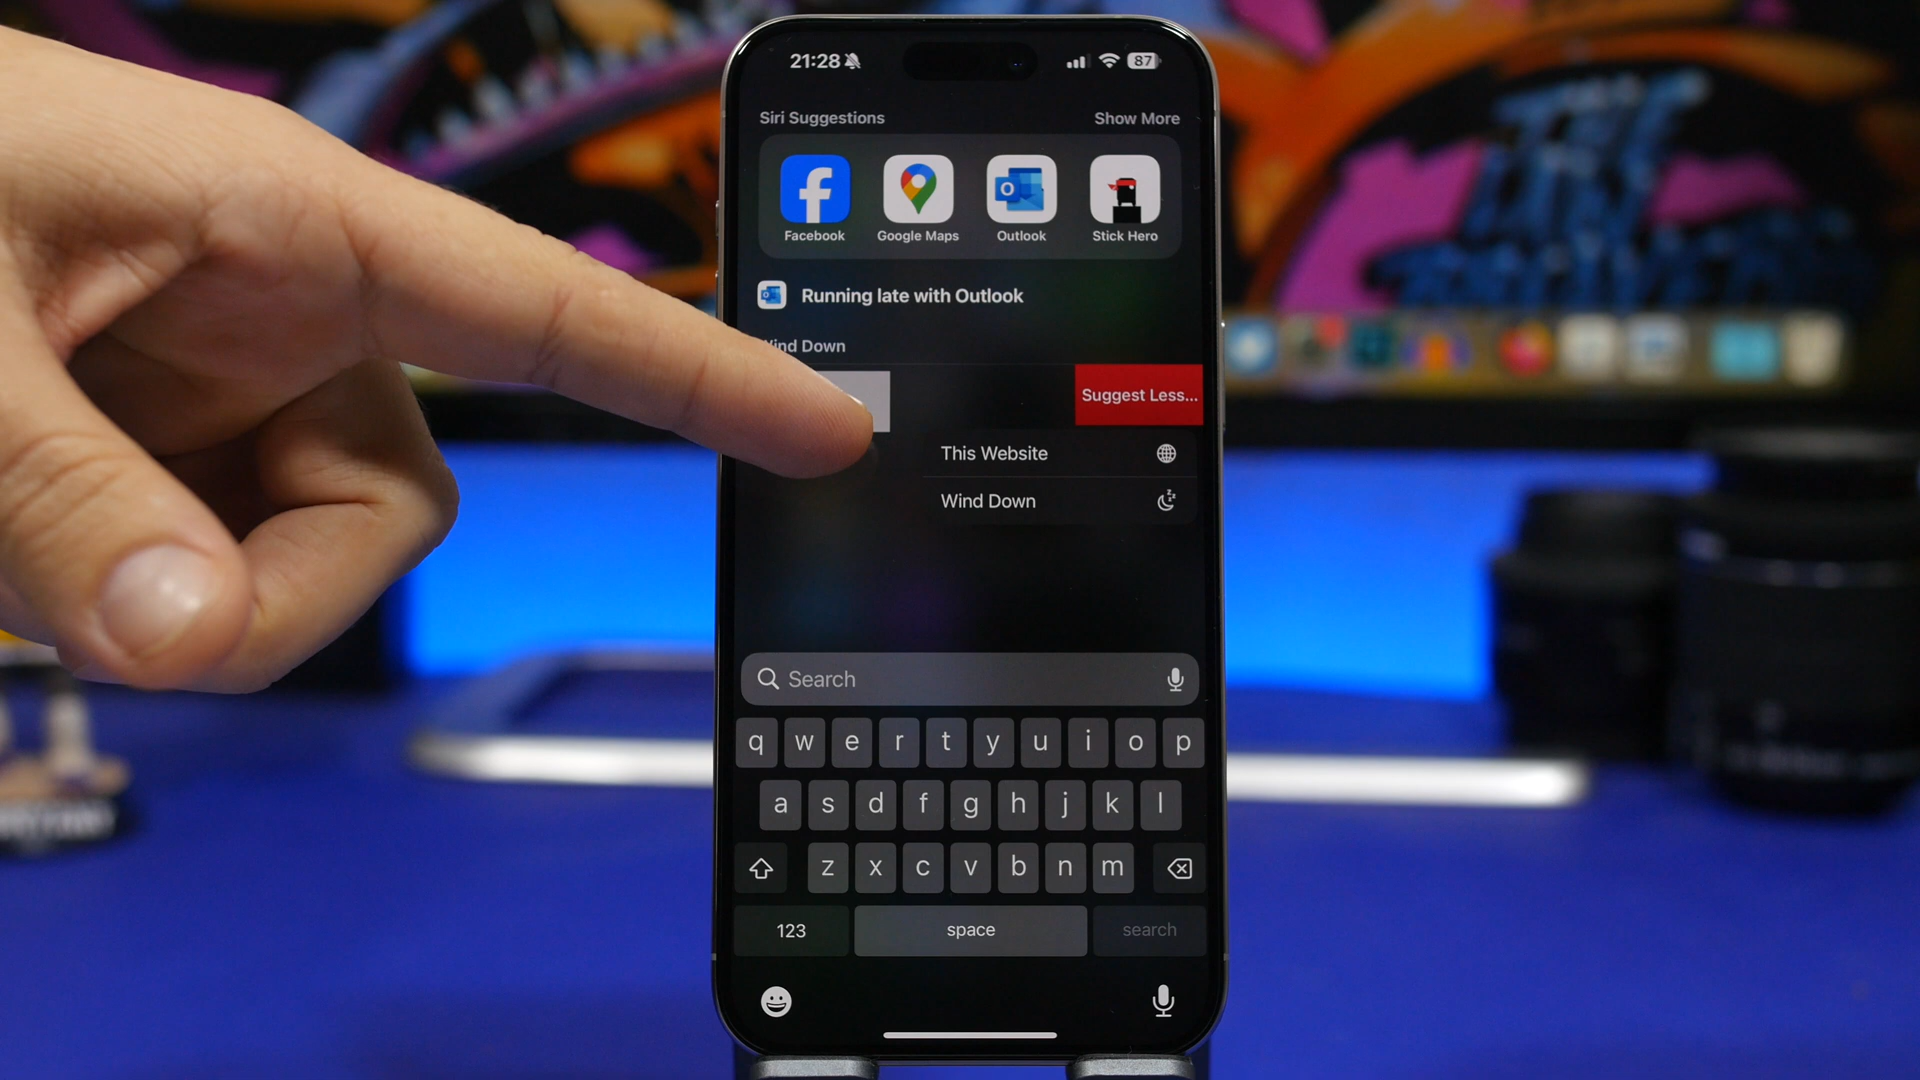 21:28
87
Siri Suggestions
Show More
Facebook
Google Maps
Outlook
Stick Hero
Running late with Outlook
Wind Down
Suggest Less...
This Website
Wind Down
Search
q w e r t y u i o p
a s d f g h j k l
z x c v b n m
123
space
search